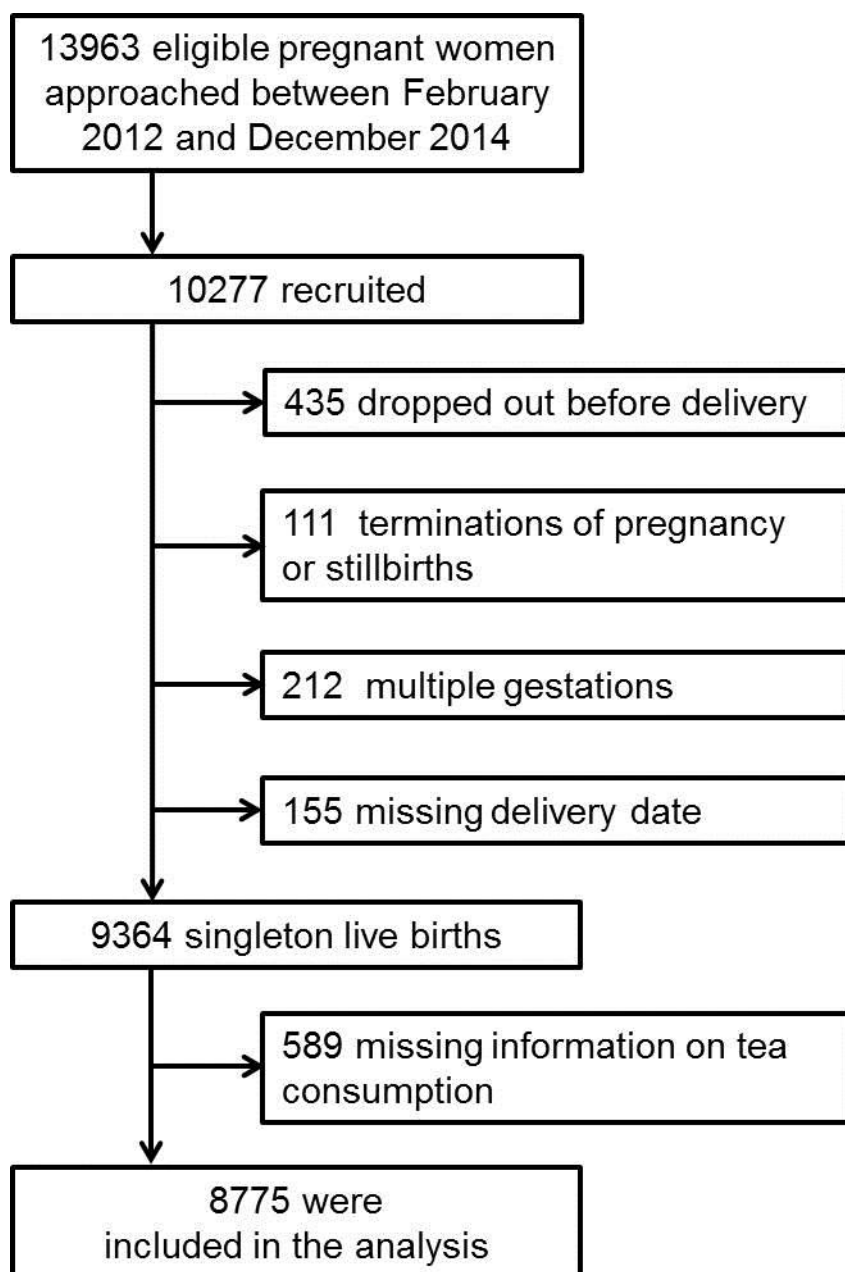 13963 eligible pregnant women
approached between February
2012 and December 2014
10277 recruited
435 dropped out before delivery
111 terminations of pregnancy
or stillbirths
212 multiple gestations
155 missing delivery date
9364 singleton live births
589 missing information on tea
consumption
8775 were
included in the analysis